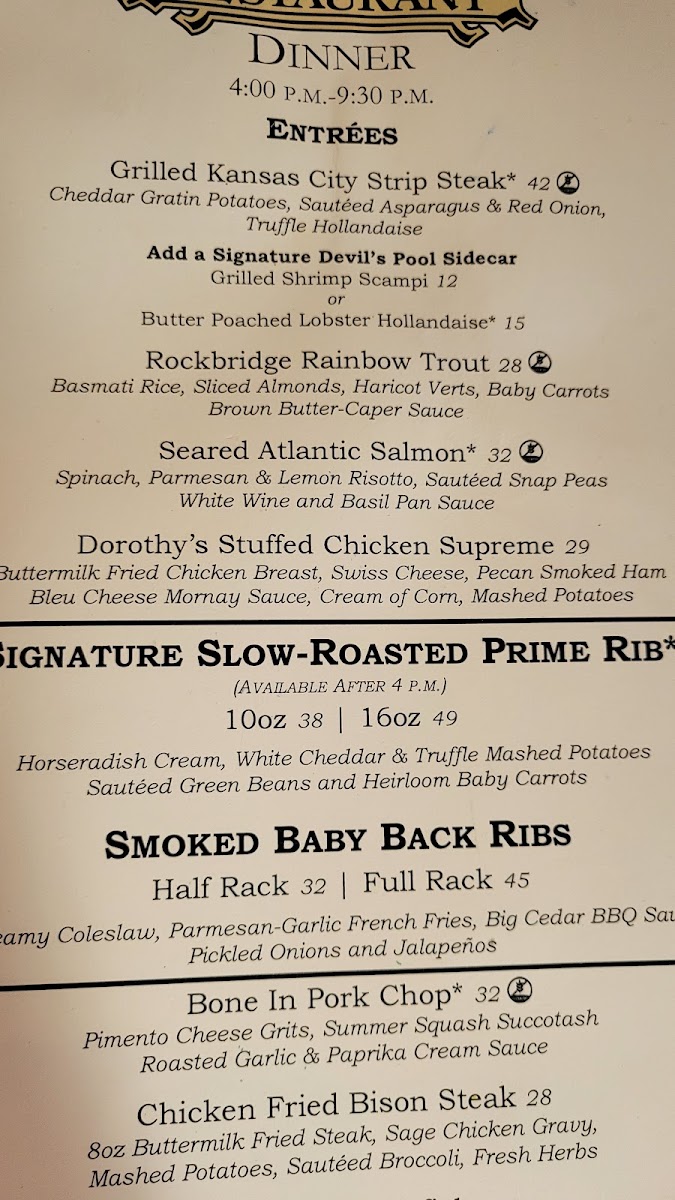 DINNER
4:00 P.M.-9:30 P.M.
ENTRÉES
Grilled Kansas City Strip Steak* 42
Cheddar Gratin Potatoes, Sautéed Asparagus & Red Onion,
Truffle Hollandaise
Add a Signature Devil's Pool Sidecar
Grilled Shrimp Scampi 12
or
Butter Poached Lobster Hollandaise* 15
Rockbridge Rainbow Trout 28
Basmati Rice, Sliced Almonds, Haricot Verts, Baby Carrots
Brown Butter-Caper Sauce
Seared Atlantic Salmon* 32
Spinach, Parmesan & Lemon Risotto, Sautéed Snap Peas
White Wine and Basil Pan Sauce
Dorothy's Stuffed Chicken Supreme 29
Buttermilk Fried Chicken Breast, Swiss Cheese, Pecan Smoked Ham
Bleu Cheese Mornay Sauce, Cream of Corn, Mashed Potatoes
SIGNATURE SLOW-ROASTED PRIME RIB*
(AVAILABLE AFTER 4 P.M.)
10oz 38 | 16oz 49
Horseradish Cream, White Cheddar & Truffle Mashed Potatoes
Sautéed Green Beans and Heirloom Baby Carrots
SMOKED BABY BACK RIBS
Half Rack 32 | Full Rack 45
eamy Coleslaw, Parmesan-Garlic French Fries, Big Cedar BBQ Sau
Pickled Onions and Jalapeños
Bone In Pork Chop* 32
Pimento Cheese Grits, Summer Squash Succotash
Roasted Garlic & Paprika Cream Sauce
Chicken Fried Bison Steak 28
8oz Buttermilk Fried Steak, Sage Chicken Gravy,
Mashed Potatoes, Sautéed Broccoli, Fresh Herbs